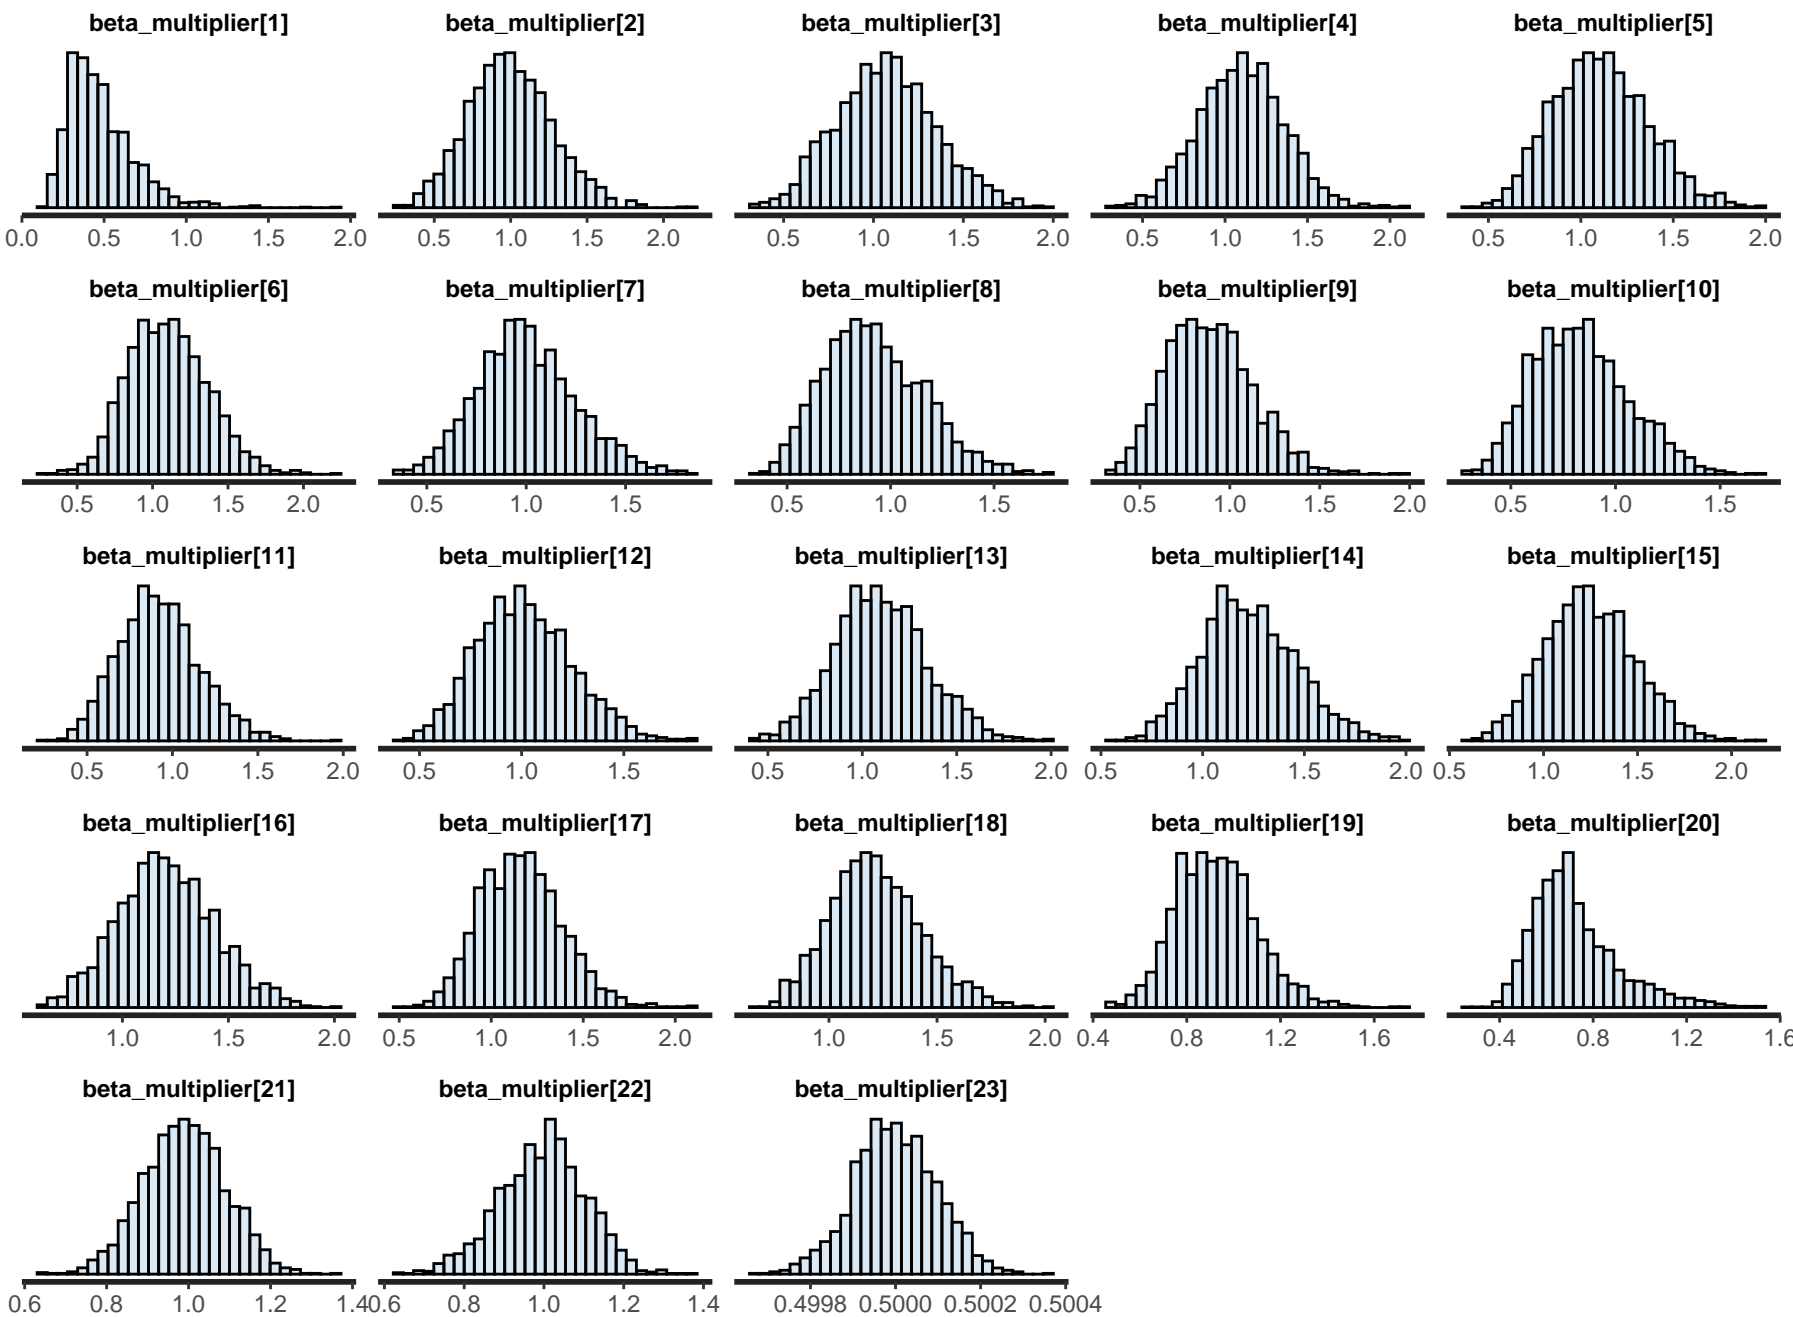 beta_multiplier[1] beta_multiplier[2] beta_multiplier[3] beta_multiplier[4] beta_multiplier[5]
0.0 0.5 1.0 1.5 2.0 0.5 1.0 1.5 2.0 0.5 1.0 1.5 2.0 0.5 1.0 1.5 2.0 0.5 1.0 1.5 2.0
beta_multiplier[6] beta_multiplier[7] beta_multiplier[8] beta_multiplier[9] beta_multiplier[10]
0.5 1.0 1.5 2.0 0.5 1.0 1.5 0.5 1.0 1.5 0.5 1.0 1.5 2.0 0.5 1.0 1.5
beta_multiplier[11] beta_multiplier[12] beta_multiplier[13] beta_multiplier[14] beta_multiplier[15]
0.5 1.0 1.5 2.0 0.5 1.0 1.5 0.5 1.0 1.5 2.0 0.5 1.0 1.5 2.0 0.5 1.0 1.5 2.0
beta_multiplier[16] beta_multiplier[17] beta_multiplier[18] beta_multiplier[19] beta_multiplier[20]
1.0 1.5 2.0 0.5 1.0 1.5 2.0 1.0 1.5 2.0 0.4 0.8 1.2 1.6 0.4 0.8 1.2 1.6
beta_multiplier[21] beta_multiplier[22] beta_multiplier[23]
0.6 0.8 1.0 1.2 1.4 0.6 0.8 1.0 1.2 1.4 0.4998 0.5000 0.5002 0.5004